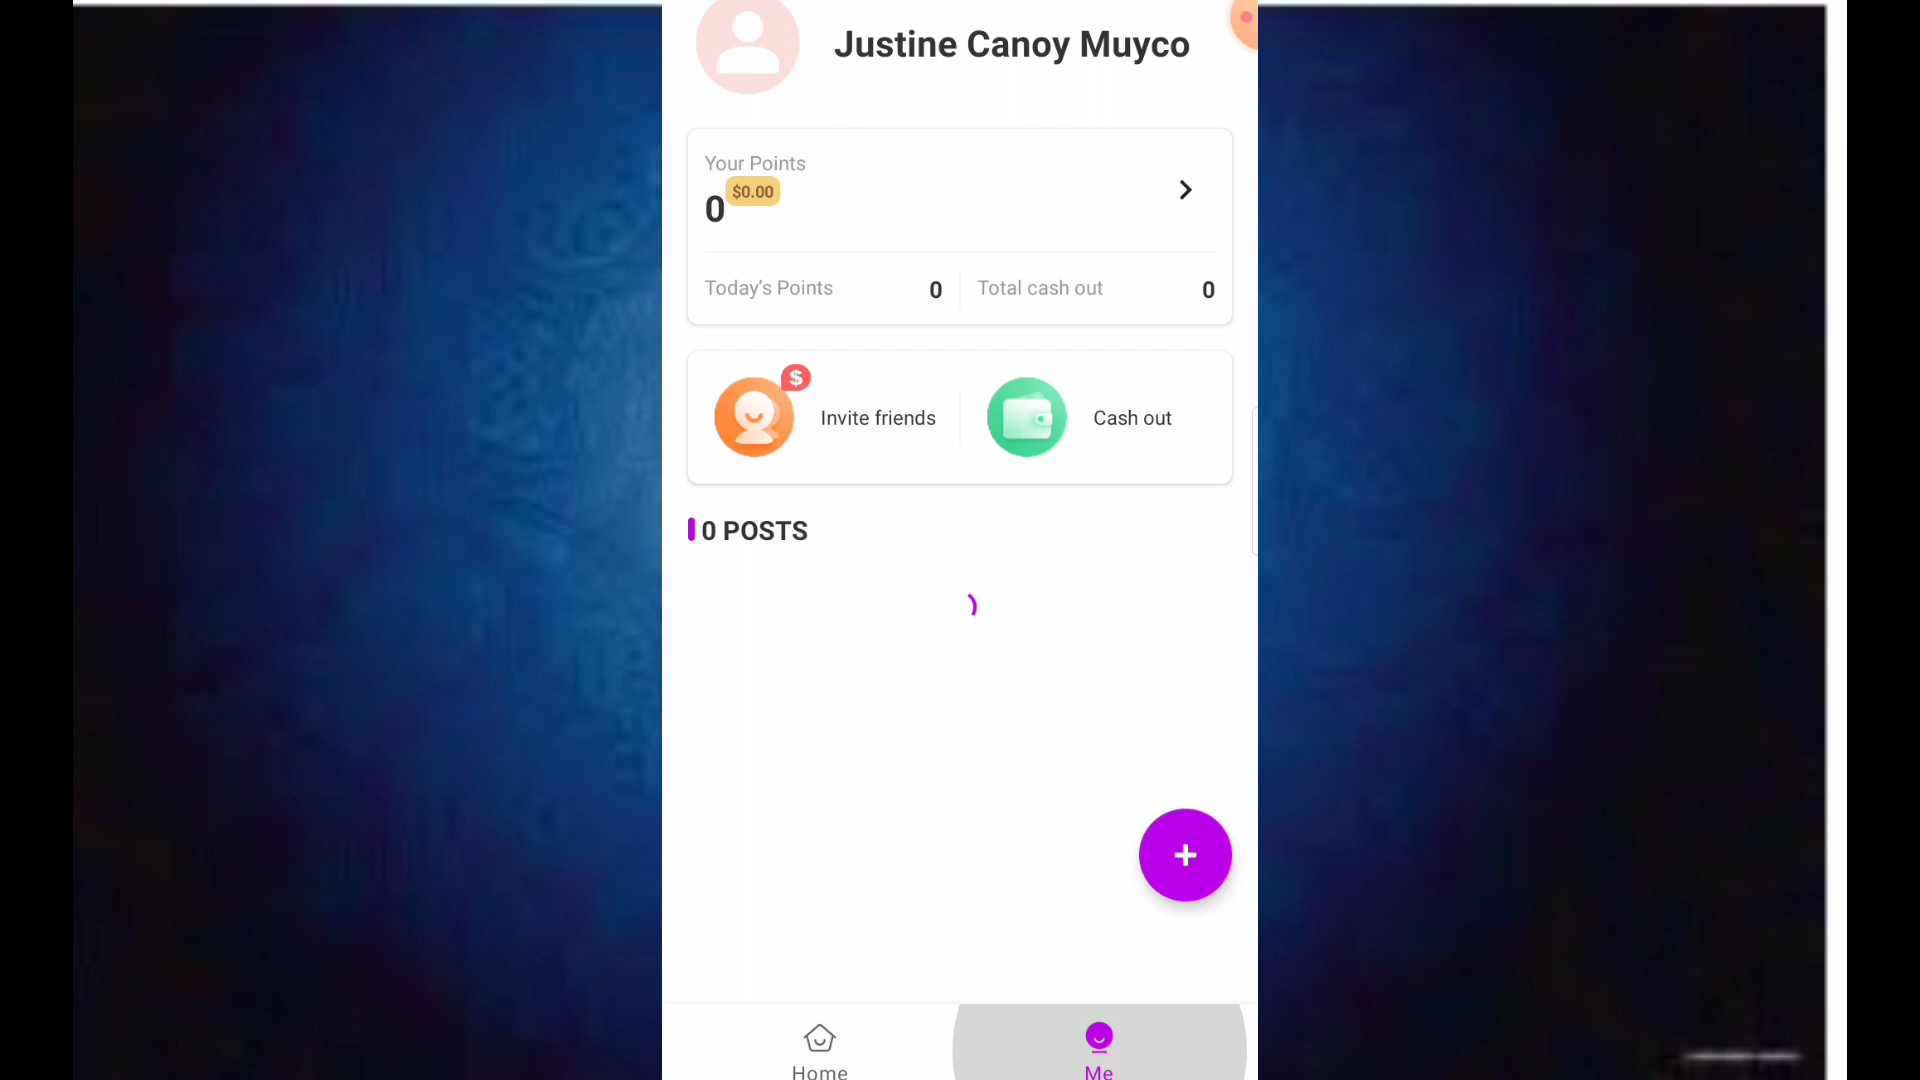 Justine Canoy Muyco
Your Points
0 $0.00
Today's Points 0 Total cash out 0
$
Invite friends Cash out
0 POSTS
+
Home Me